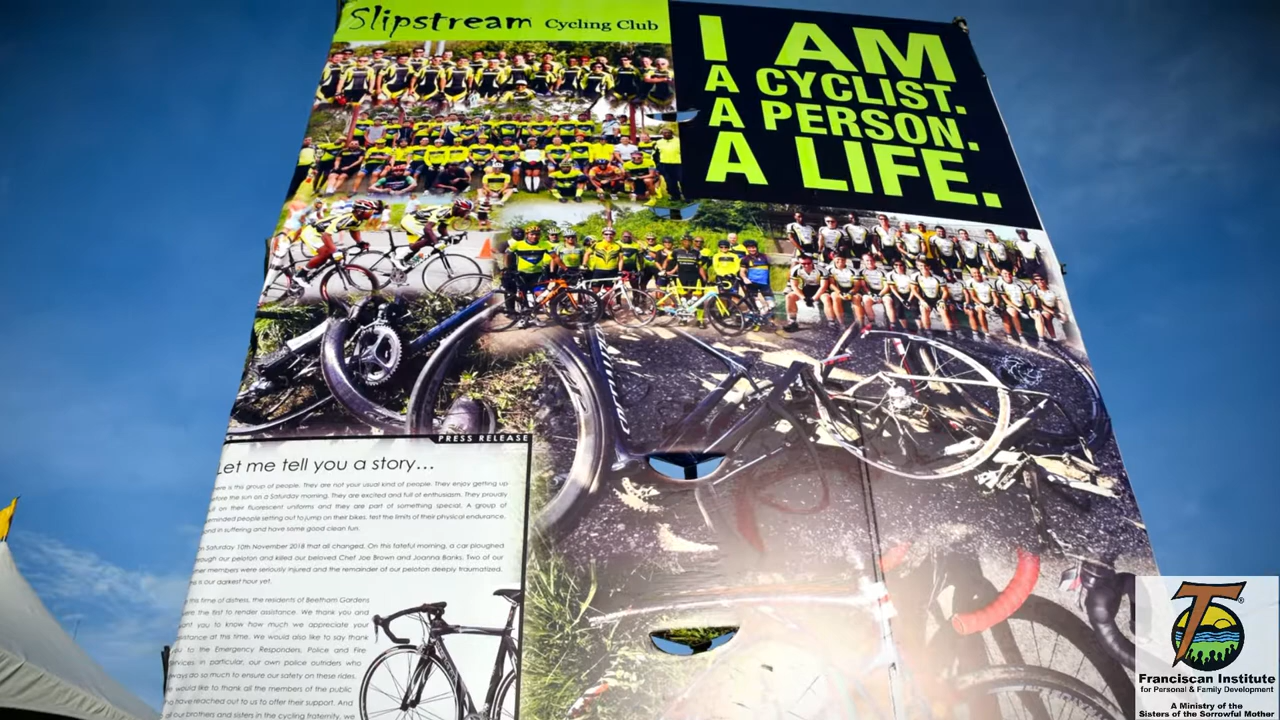 Slipstream Cycling Club
I AM
A CYCLIST.
A PERSON.
A LIFE.
PRESS RELEASE
Let me tell you a story...
ere is this group of people. They are not your usual kind of people. They enjoy getting up
efore the sun on a Saturday morning. They are excited and full of enthusiasm. They proudly
on their fluorescent uniforms and they are part of something special. A group of
eminded people setting out to jump on their bikes, test the limits of their physical endurance,
in suffering and have some good clean fun.
Saturday 10th November 2018 that all changed. On this fateful morning, a car ploughed
ough our peloton and killed our beloved Chef Joe Brown and Joanna Banks. Two of our
er members were seriously injured and the remainder of our peloton deeply traumatized.
is is our darkest hour yet.
this time of distress, the residents of Beetham Gardens
ere the first to render assistance. We thank you and
ant you to know how much we appreciate your
istance at this time. We would also like to say thank
to the Emergency Responders, Police and Fire
ervices in particular, our own police outriders who
ways do so much to ensure our safety on these rides.
would like to thank all the members of the public
have reached out to us to offer their support. And
our brothers and sisters in the cycling fraternity, we
Franciscan Institute
for Personal & Family Development
A Ministry of the
Sisters of the Sorrowful Mother